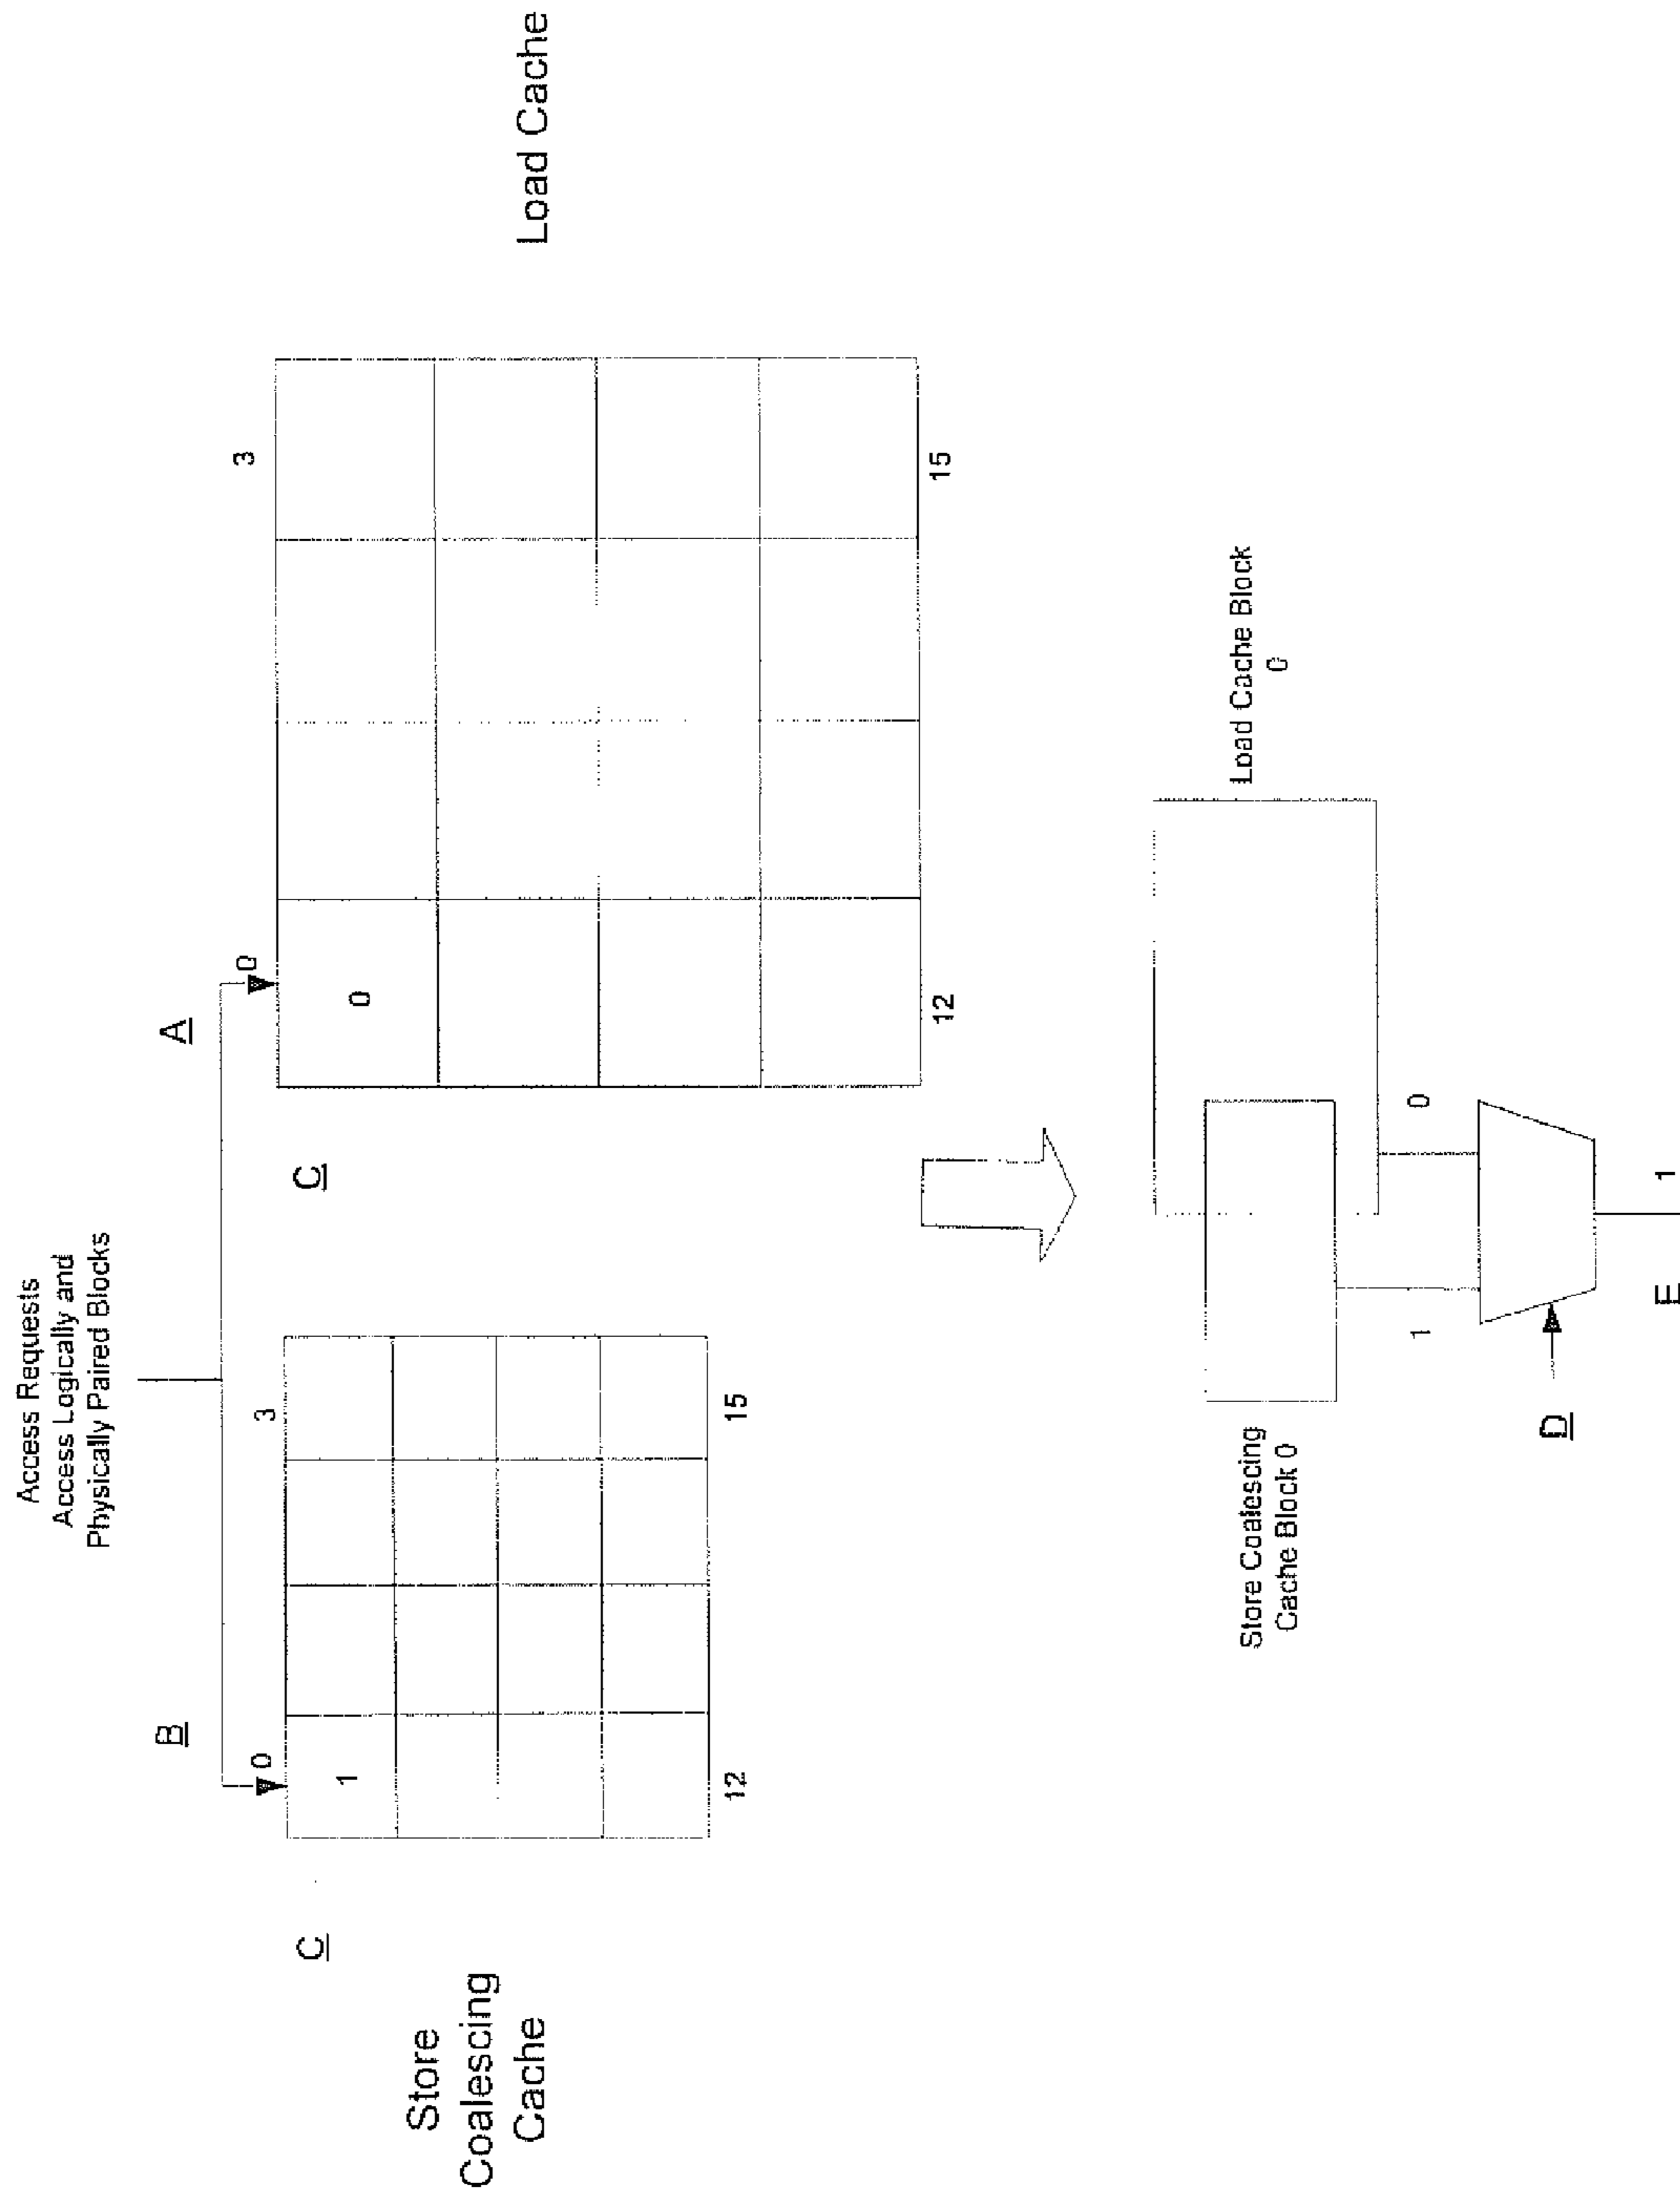 Access Requests
Access Logically and
Physically Paired Blocks
B
A
0
3
0
3
C
C
1
0
Store
Coalescing
Cache
Load Cache
12
15
12
15
Store Coalescing
Cache Block 0
Load Cache Block
0
1
0
D
E
1